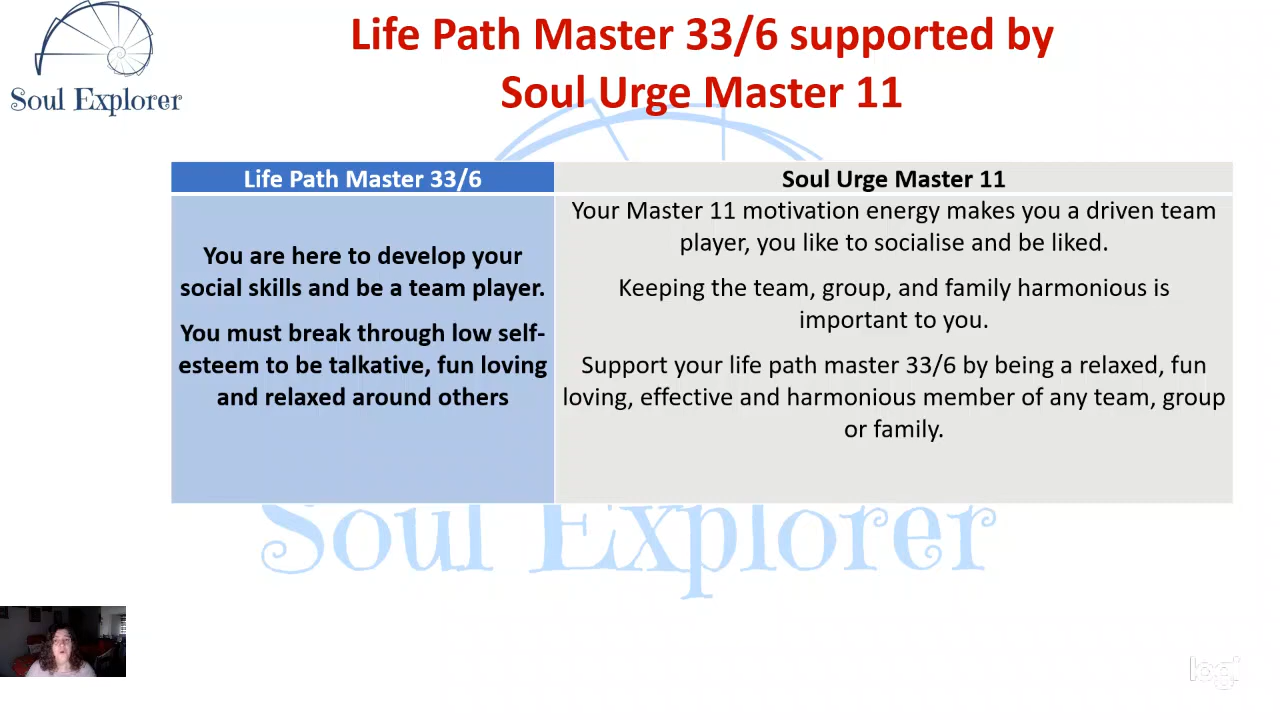 Life Path Master 33/6 supported by
Soul Urge Master 11
Soul Explorer
Life Path Master 33/6
Soul Urge Master 11
You are here to develop your
social skills and be a team player.
You must break through low self-
esteem to be talkative, fun loving
and relaxed around others
Your Master 11 motivation energy makes you a driven team
player, you like to socialise and be liked.
Keeping the team, group, and family harmonious is
important to you.
Support your life path master 33/6 by being a relaxed, fun
loving, effective and harmonious member of any team, group
or family.
Soul Explorer
logi